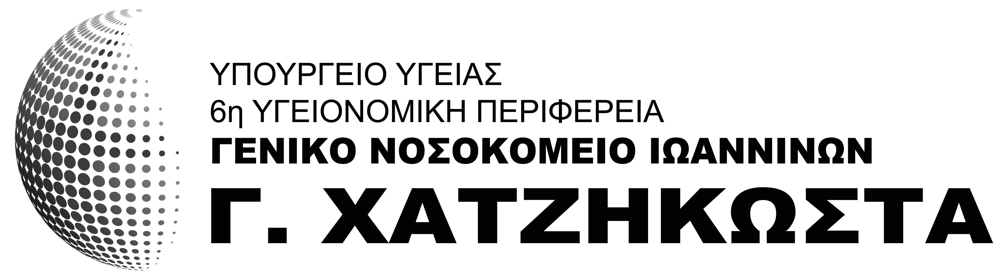 ΥΠΟΥΡΓΕΙΟ ΥΓΕΙΑΣ
6η ΥΓΕΙΟΝΟΜΙΚΗ ΠΕΡΙΦΕΡΕΙΑ
ΓΕΝΙΚΟ ΝΟΣΟΚΟΜΕΙΟ ΙΩΑΝΝΙΝΩΝ
Γ. ΧΑΤΖΗΚΩΣΤΑ